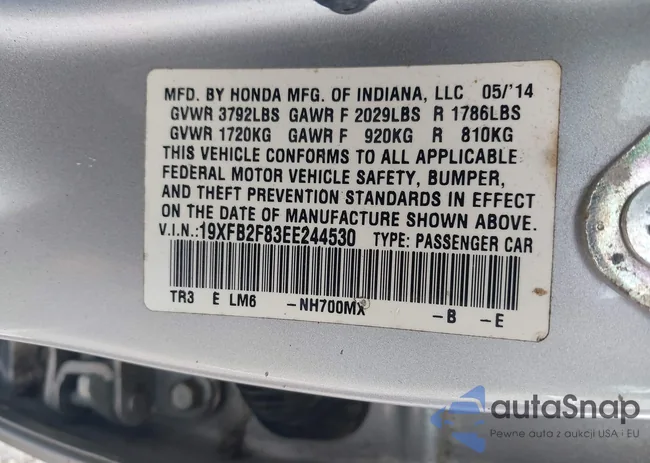 MFD. BY HONDA MFG. OF INDIANA, LLC 05/'14
GVWR 3792LBS GAWR F 2029LBS R 1786LBS
GVWR 1720KG GAWR F 920KG R 810KG
THIS VEHICLE CONFORMS TO ALL APPLICABLE
FEDERAL MOTOR VEHICLE SAFETY, BUMPER,
AND THEFT PREVENTION STANDARDS IN EFFECT
ON THE DATE OF MANUFACTURE SHOWN ABOVE.
V.I.N.:19XFB2F83EE244530 TYPE: PASSENGER CAR
TR3 E LM6 -NH700MX -B -E
autaSnap
Pewne auta z aukcji USA · EU